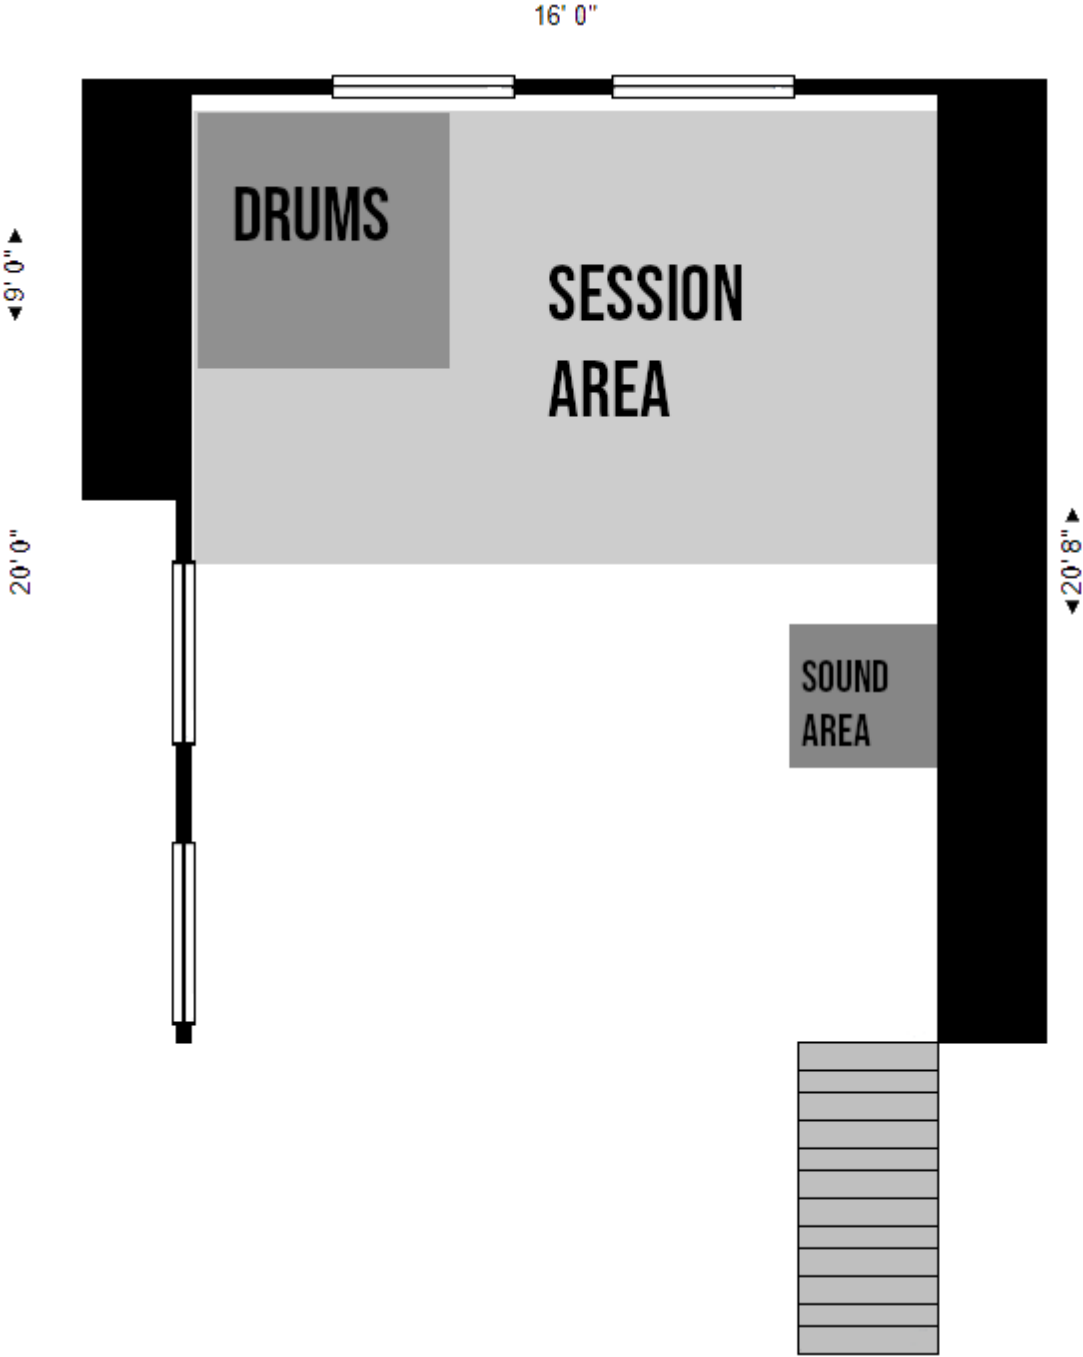 16' 0"
DRUMS
9' 0"
SESSION
AREA
20' 0"
20' 8"
SOUND
AREA